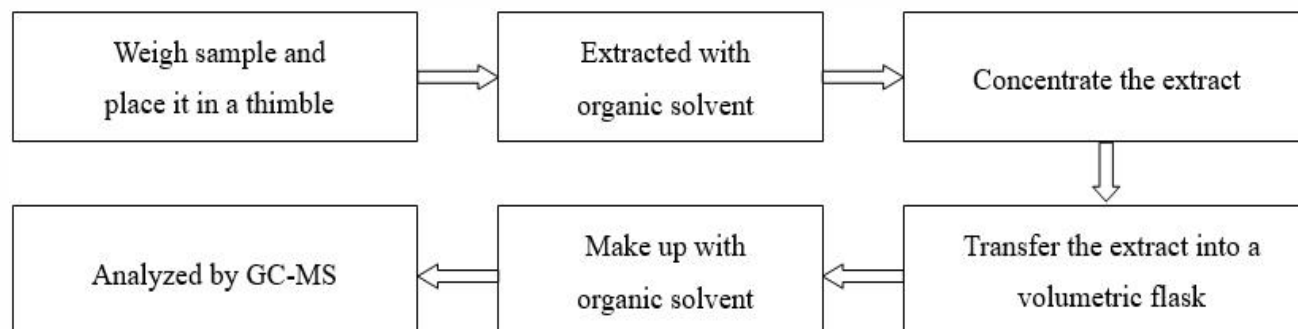 Weigh sample and
place it in a thimble
Extracted with
organic solvent
Concentrate the extract
Transfer the extract into a
volumetric flask
Make up with
organic solvent
Analyzed by GC-MS